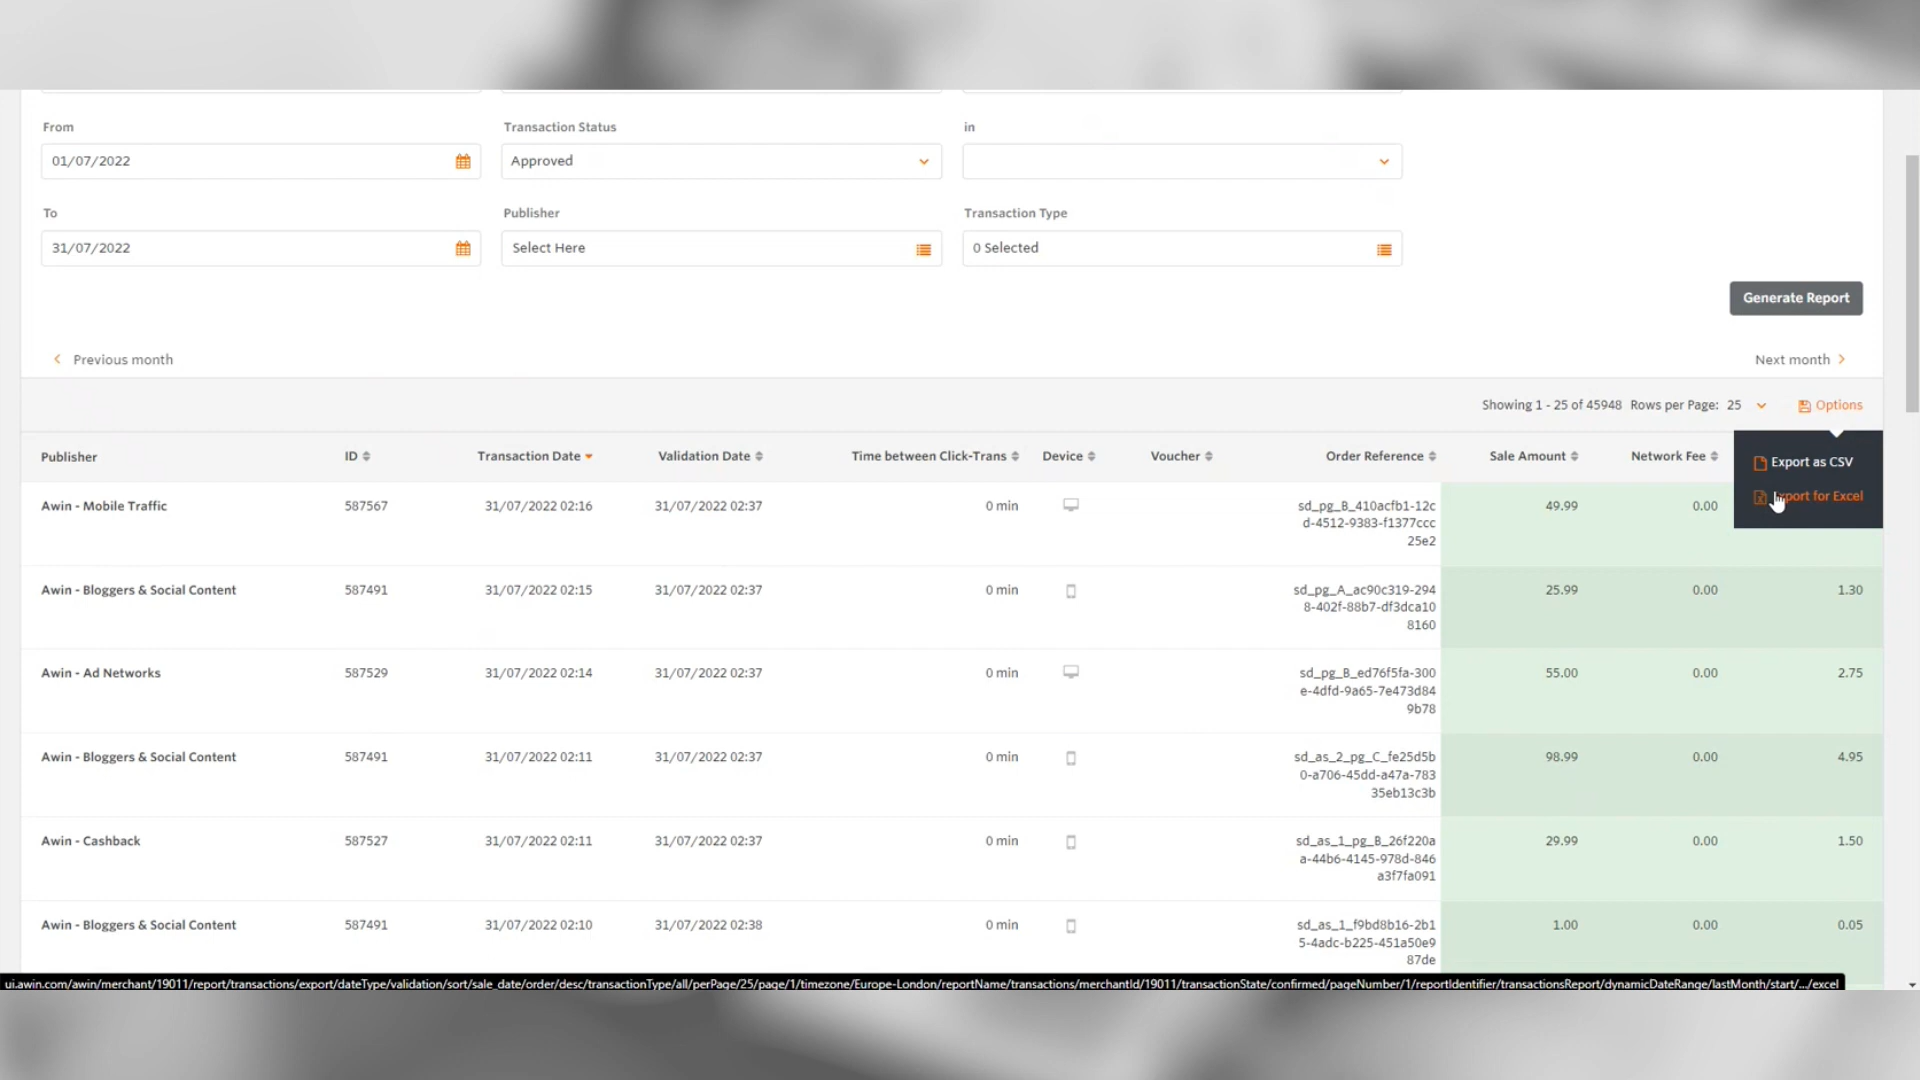 From
Transaction Status
in
01/07/2022
Approved
To
Publisher
Transaction Type
31/07/2022
Select Here
0 Selected
Generate Report
Previous month
Next month
Showing 1 - 25 of 45948 Rows per Page: 25
Options
Export as CSV
Export for Excel
Publisher ID Transaction Date Validation Date Time between Click-Trans Device Voucher Order Reference Sale Amount Network Fee
Awin - Mobile Traffic 587567 31/07/2022 02:16 31/07/2022 02:37 0 min sd_pg_B_410acfb1-12c 49.99 0.00
d-4512-9383-f1377ccc
25e2
Awin - Bloggers & Social Content 587491 31/07/2022 02:15 31/07/2022 02:37 0 min sd_pg_A_ac90c319-294 25.99 0.00 1.30
8-402f-88b7-df3dca10
8160
Awin - Ad Networks 587529 31/07/2022 02:14 31/07/2022 02:37 0 min sd_pg_B_ed76f5fa-300 55.00 0.00 2.75
e-4dfd-9a65-7e473d84
9b78
Awin - Bloggers & Social Content 587491 31/07/2022 02:11 31/07/2022 02:37 0 min sd_as_2_pg_C_fe25d5b 98.99 0.00 4.95
0-a706-45dd-a47a-783
35eb13c3b
Awin - Cashback 587527 31/07/2022 02:11 31/07/2022 02:37 0 min sd_as_1_pg_B_26f220a 29.99 0.00 1.50
a-44b6-4145-978d-846
a3f7fa091
Awin - Bloggers & Social Content 587491 31/07/2022 02:10 31/07/2022 02:38 0 min sd_as_1_f9bd8b16-2b1 1.00 0.00 0.05
5-4adc-b225-451a50e9
87de
ui.awin.com/awin/merchant/19011/report/transactions/export/dateType/validation/sort/sale_date/order/desc/transactionType/all/perPage/25/page/1/timezone/Europe-London/reportName/transactions/merchantId/19011/transactionState/confirmed/pageNumber/1/reportIdentifier/transactionsReport/dynamicDateRange/lastMonth/start/.../excel